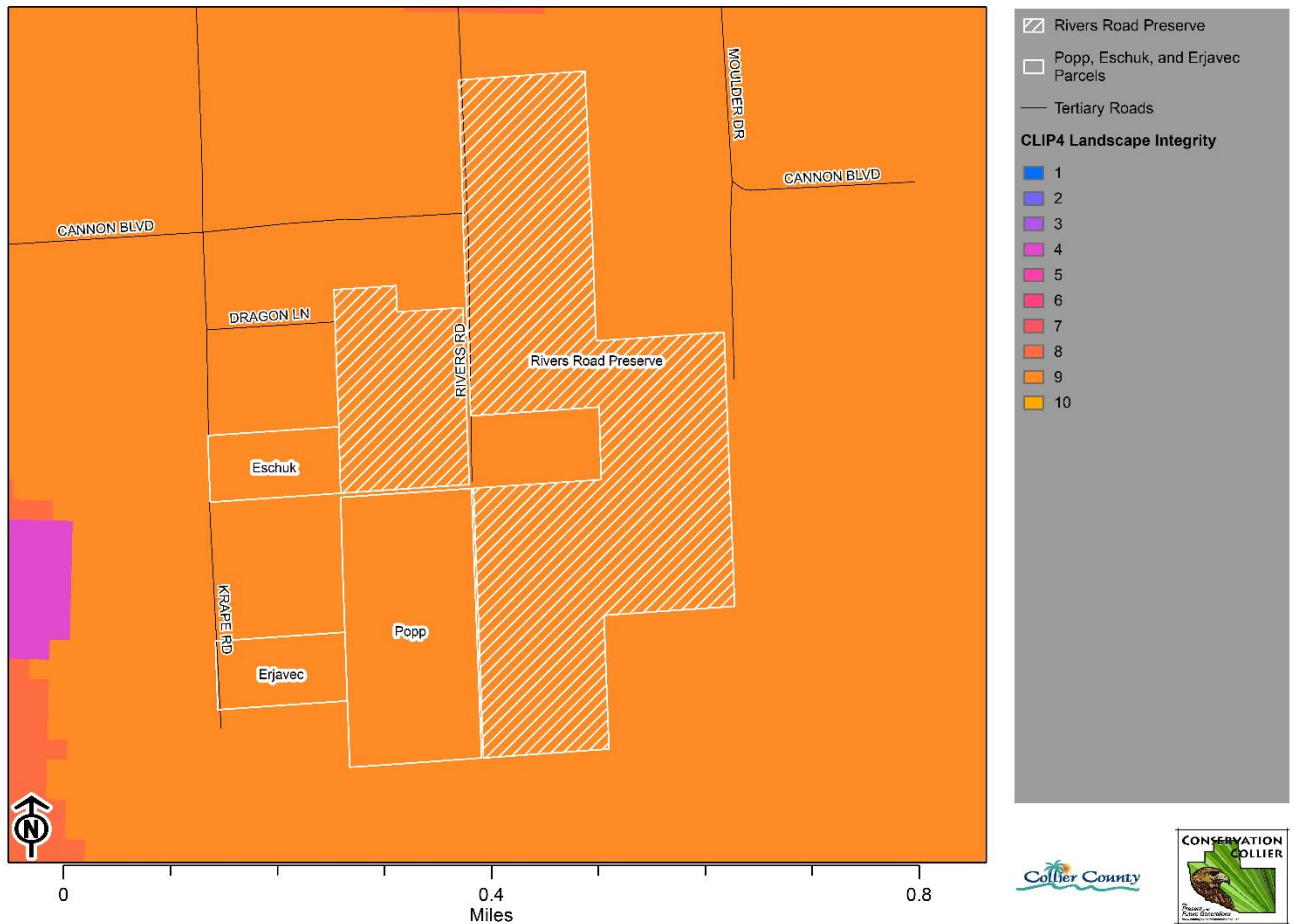 CANNON BLVD
DRAGON LN
RIVERS RD
MOULDER DR
CANNON BLVD
Rivers Road Preserve
Eschuk
Popp
KRAPE RD
Erjavec
N
0
0.4
0.8
Miles
Rivers Road Preserve
Popp, Eschuk, and Erjavec
Parcels
Tertiary Roads
CLIP4 Landscape Integrity
1
2
3
4
5
6
7
8
9
10
Collier County
CONSERVATION
COLLIER
Future Generations